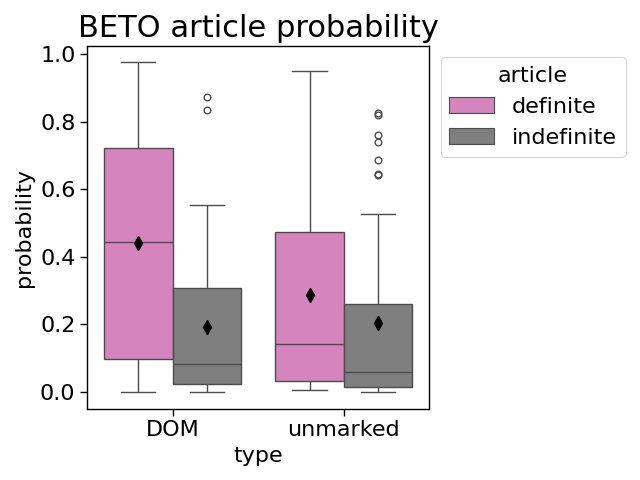 BETO article probability
1.0
0.8
0.6
0.4
0.2
0.0
probability
DOM
unmarked
type
article
definite
indefinite